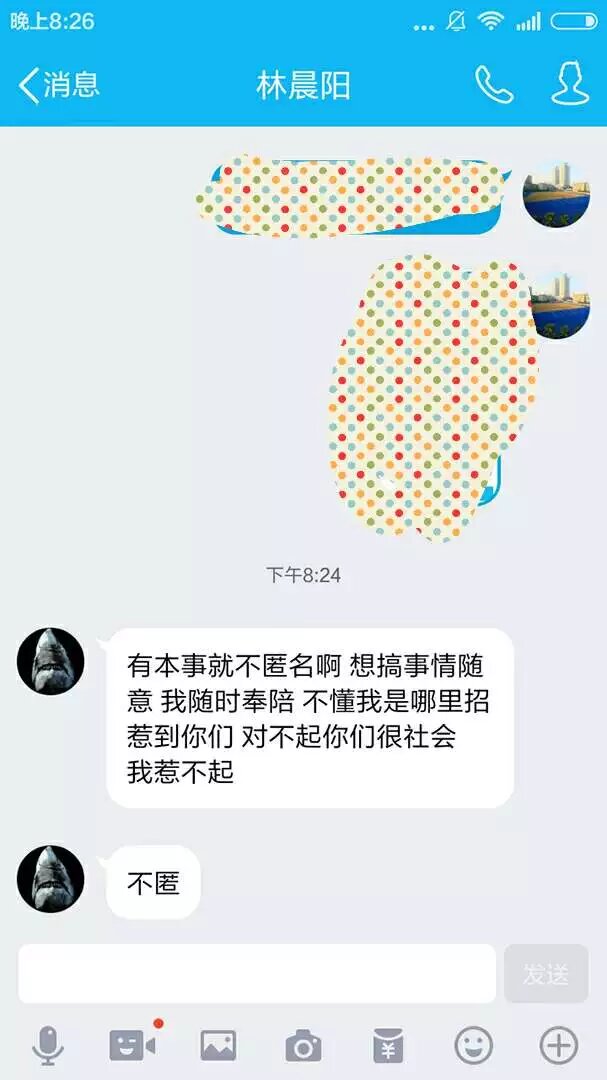 晚上8:26
消息
林晨阳
下午8:24
有本事就不匿名啊 想搞事情随
意 我随时奉陪 不懂我是哪里招
惹到你们 对不起你们很社会
我惹不起
不匿
发送